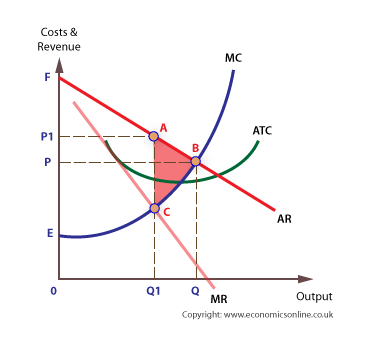 Costs &
Revenue
MC
F
ATC
P1
A
B
P
C
AR
E
0
Q1
Q
Output
MR
Copyright: www.economicsonline.co.uk